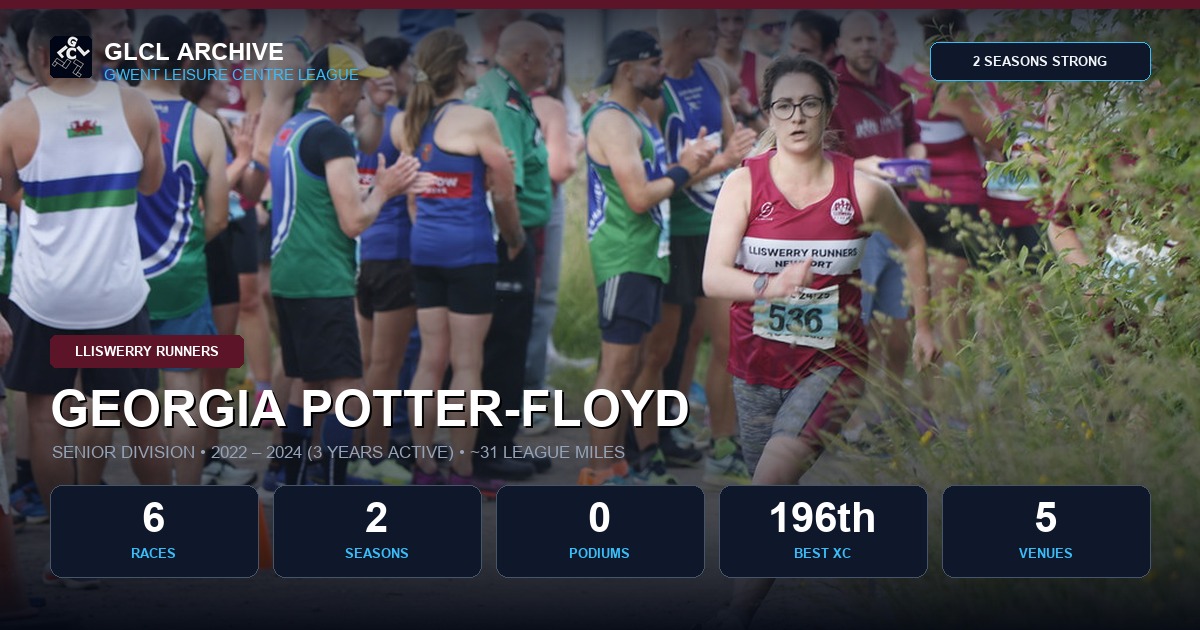 GLCL ARCHIVE
GWENT LEISURE CENTRE LEAGUE
2 SEASONS STRONG
LLISWERRY RUNNERS
NEWPORT
24-25
536
LLISWERRY RUNNERS
GEORGIA POTTER-FLOYD
SENIOR DIVISION • 2022 – 2024 (3 YEARS ACTIVE) • ~31 LEAGUE MILES
6
RACES
2
SEASONS
0
PODIUMS
196th
BEST XC
5
VENUES